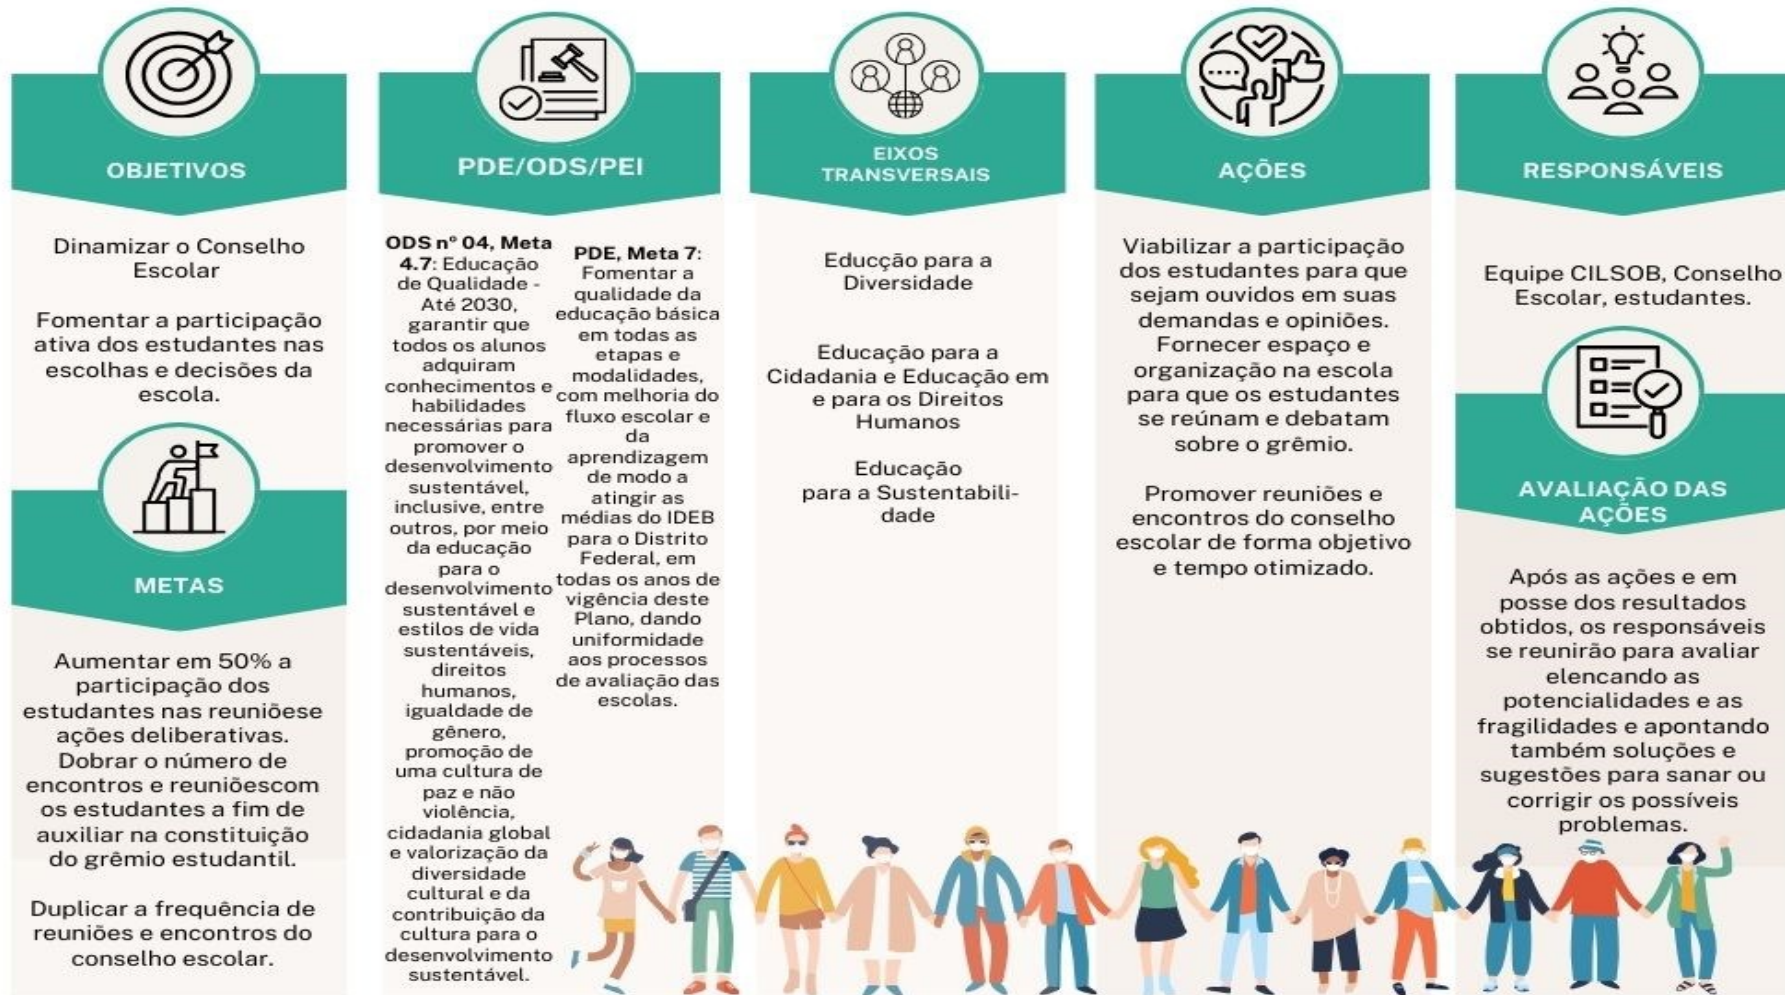 OBJETIVOS
Dinamizar o Conselho
Escolar
Fomentar a participação
ativa dos estudantes nas
escolhas e decisões da
escola.
METAS
Aumentar em 50% a
participação dos
estudantes nas reuniõese
ações deliberativas.
Dobrar o número de
encontros e reuniõescom
os estudantes a fim de
auxiliar na constituição
do grêmio estudantil.
Duplicar a frequência de
reuniões e encontros do
conselho escolar.
PDE/ODS/PEI
ODS nº 04, Meta
4.7: Educação
de Qualidade -
Até 2030,
garantir que
todos os alunos
adquiram
conhecimentos e
habilidades
necessárias para
promover o
desenvolvimento
sustentável,
inclusive, entre
outros, por meio
da educação
para o
desenvolvimento
sustentável e
estilos de vida
sustentáveis,
direitos
humanos,
igualdade de
gênero,
promoção de
uma cultura de
paz e não
violência,
cidadania global
e valorização da
diversidade
cultural e da
contribuição da
cultura para o
desenvolvimento
sustentável.
PDE, Meta 7:
Fomentar a
qualidade da
educação básica
em todas as
etapas e
modalidades,
com melhoria do
fluxo escolar e
da
aprendizagem
de modo a
atingir as
médias do IDEB
para o Distrito
Federal, em
todas os anos de
vigência deste
Plano, dando
uniformidade
aos processos
de avaliação das
escolas.
EIXOS
TRANSVERSAIS
Educção para a
Diversidade
Educação para a
Cidadania e Educação em
e para os Direitos
Humanos
Educação
para a Sustentabili-
dade
AÇÕES
Viabilizar a participação
dos estudantes para que
sejam ouvidos em suas
demandas e opiniões.
Fornecer espaço e
organização na escola
para que os estudantes
se reúnam e debatam
sobre o grêmio.
Promover reuniões e
encontros do conselho
escolar de forma objetivo
e tempo otimizado.
RESPONSÁVEIS
Equipe CILSOB, Conselho
Escolar, estudantes.
AVALIAÇÃO DAS
AÇÕES
Após as ações e em
posse dos resultados
obtidos, os responsáveis
se reunirão para avaliar
elencando as
potencialidades e as
fragilidades e apontando
também soluções e
sugestões para sanar ou
corrigir os possíveis
problemas.